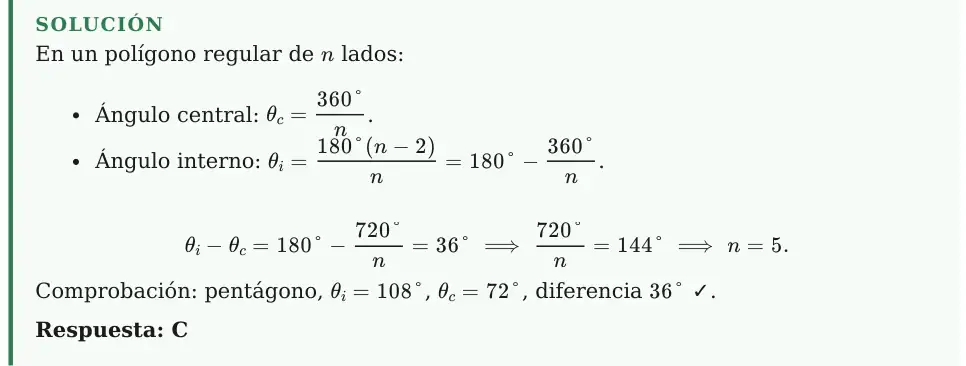 SOLUCIÓN
En un polígono regular de n lados:
• Ángulo central: θ_c = 360°/n.
• Ángulo interno: θ_i = 180°(n − 2)/n = 180° − 360°/n.
θ_i − θ_c = 180° − 720°/n = 36° ⟹ 720°/n = 144° ⟹ n = 5.
Comprobación: pentágono, θ_i = 108°, θ_c = 72°, diferencia 36° ✓.
Respuesta: C